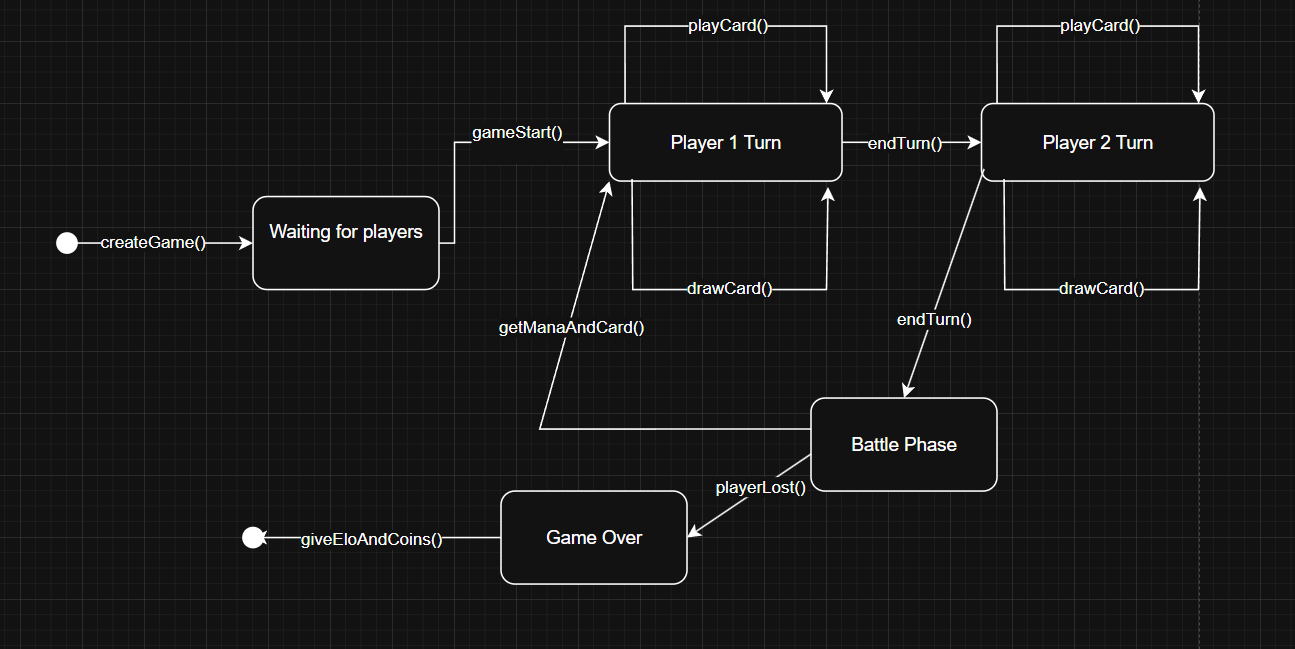 playCard()
playCard()
gameStart()
Player 1 Turn
endTurn()
Player 2 Turn
createGame()
Waiting for players
drawCard()
drawCard()
getManaAndCard()
endTurn()
Battle Phase
playerLost()
giveEloAndCoins()
Game Over